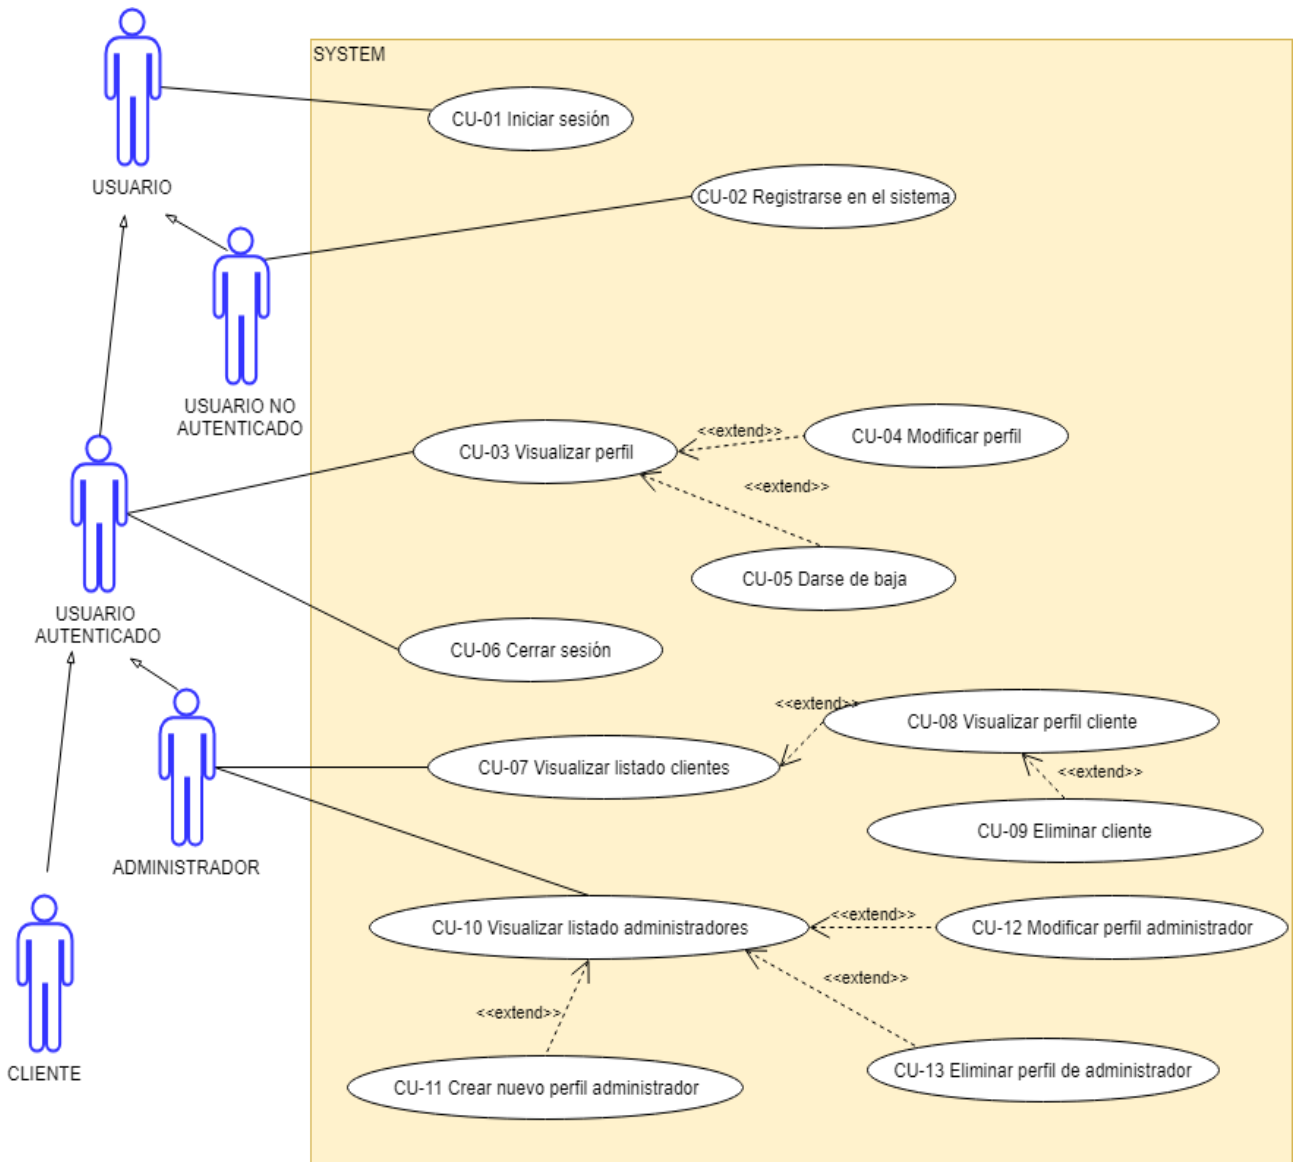 SYSTEM
CU-01 Iniciar sesión
USUARIO
CU-02 Registrarse en el sistema
USUARIO NO
AUTENTICADO
CU-03 Visualizar perfil
<<extend>>
CU-04 Modificar perfil
<<extend>>
CU-05 Darse de baja
USUARIO
AUTENTICADO
CU-06 Cerrar sesión
<<extend>>
CU-08 Visualizar perfil cliente
CU-07 Visualizar listado clientes
<<extend>>
CU-09 Eliminar cliente
ADMINISTRADOR
CU-10 Visualizar listado administradores
<<extend>>
CU-12 Modificar perfil administrador
<<extend>>
<<extend>>
CLIENTE
CU-11 Crear nuevo perfil administrador
CU-13 Eliminar perfil de administrador